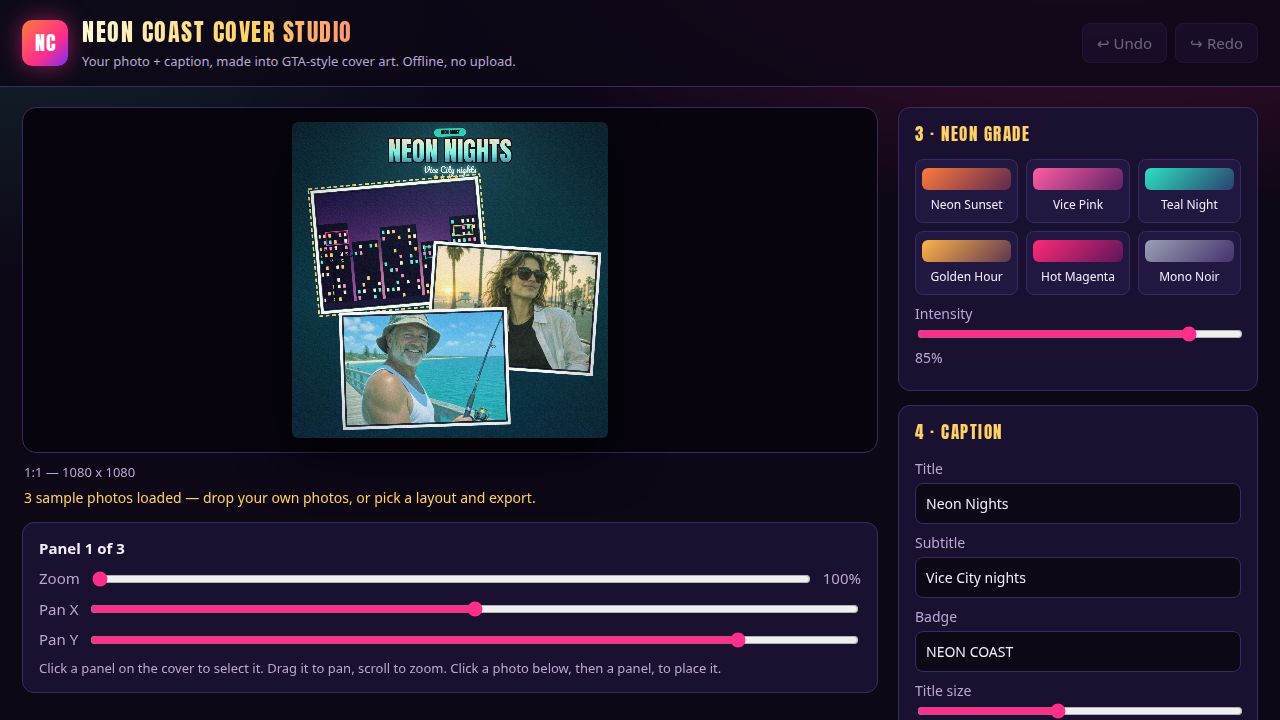 NC
NEON COAST COVER STUDIO
Your photo + caption, made into GTA-style cover art. Offline, no upload.
↩ Undo
↪ Redo
NEON COAST
NEON NIGHTS
Vice City nights
1:1 — 1080 x 1080
3 sample photos loaded — drop your own photos, or pick a layout and export.
Panel 1 of 3
Zoom
100%
Pan X
Pan Y
Click a panel on the cover to select it. Drag it to pan, scroll to zoom. Click a photo below, then a panel, to place it.
3 · NEON GRADE
Neon Sunset
Vice Pink
Teal Night
Golden Hour
Hot Magenta
Mono Noir
Intensity
85%
4 · CAPTION
Title
Neon Nights
Subtitle
Vice City nights
Badge
NEON COAST
Title size